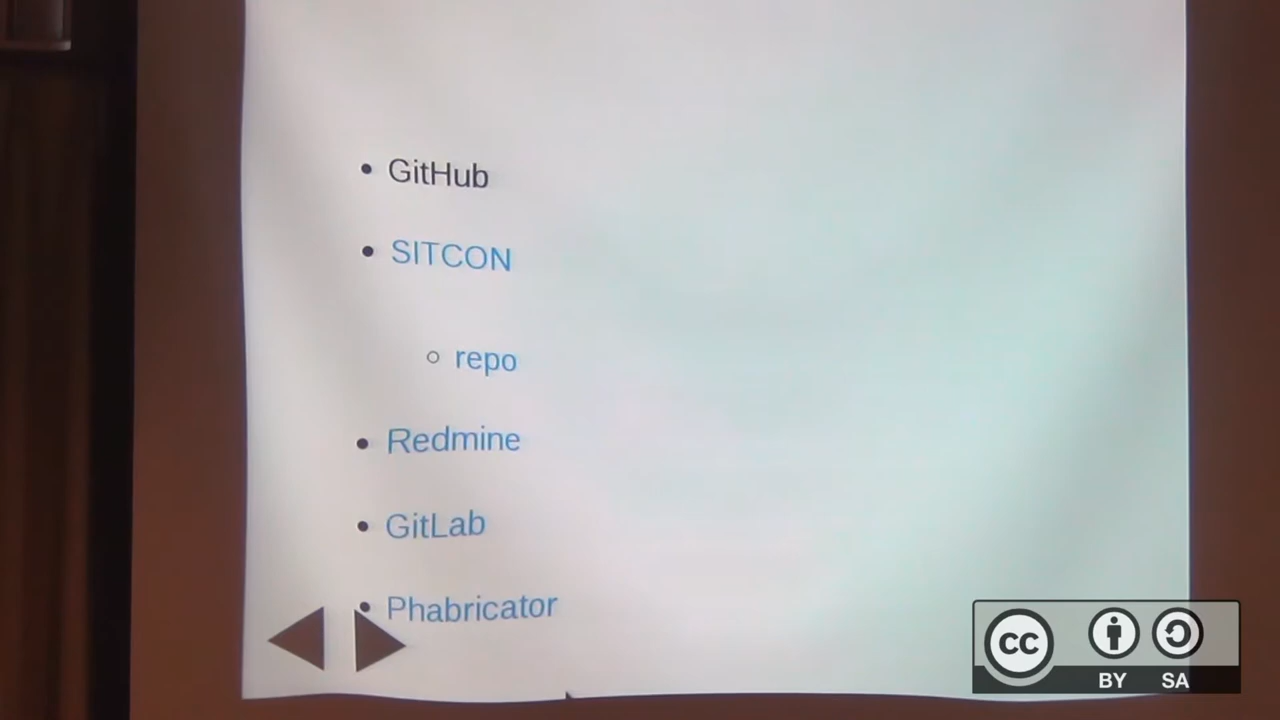 • GitHub
• SITCON
○ repo
• Redmine
• GitLab
• Phabricator
cc
BY SA